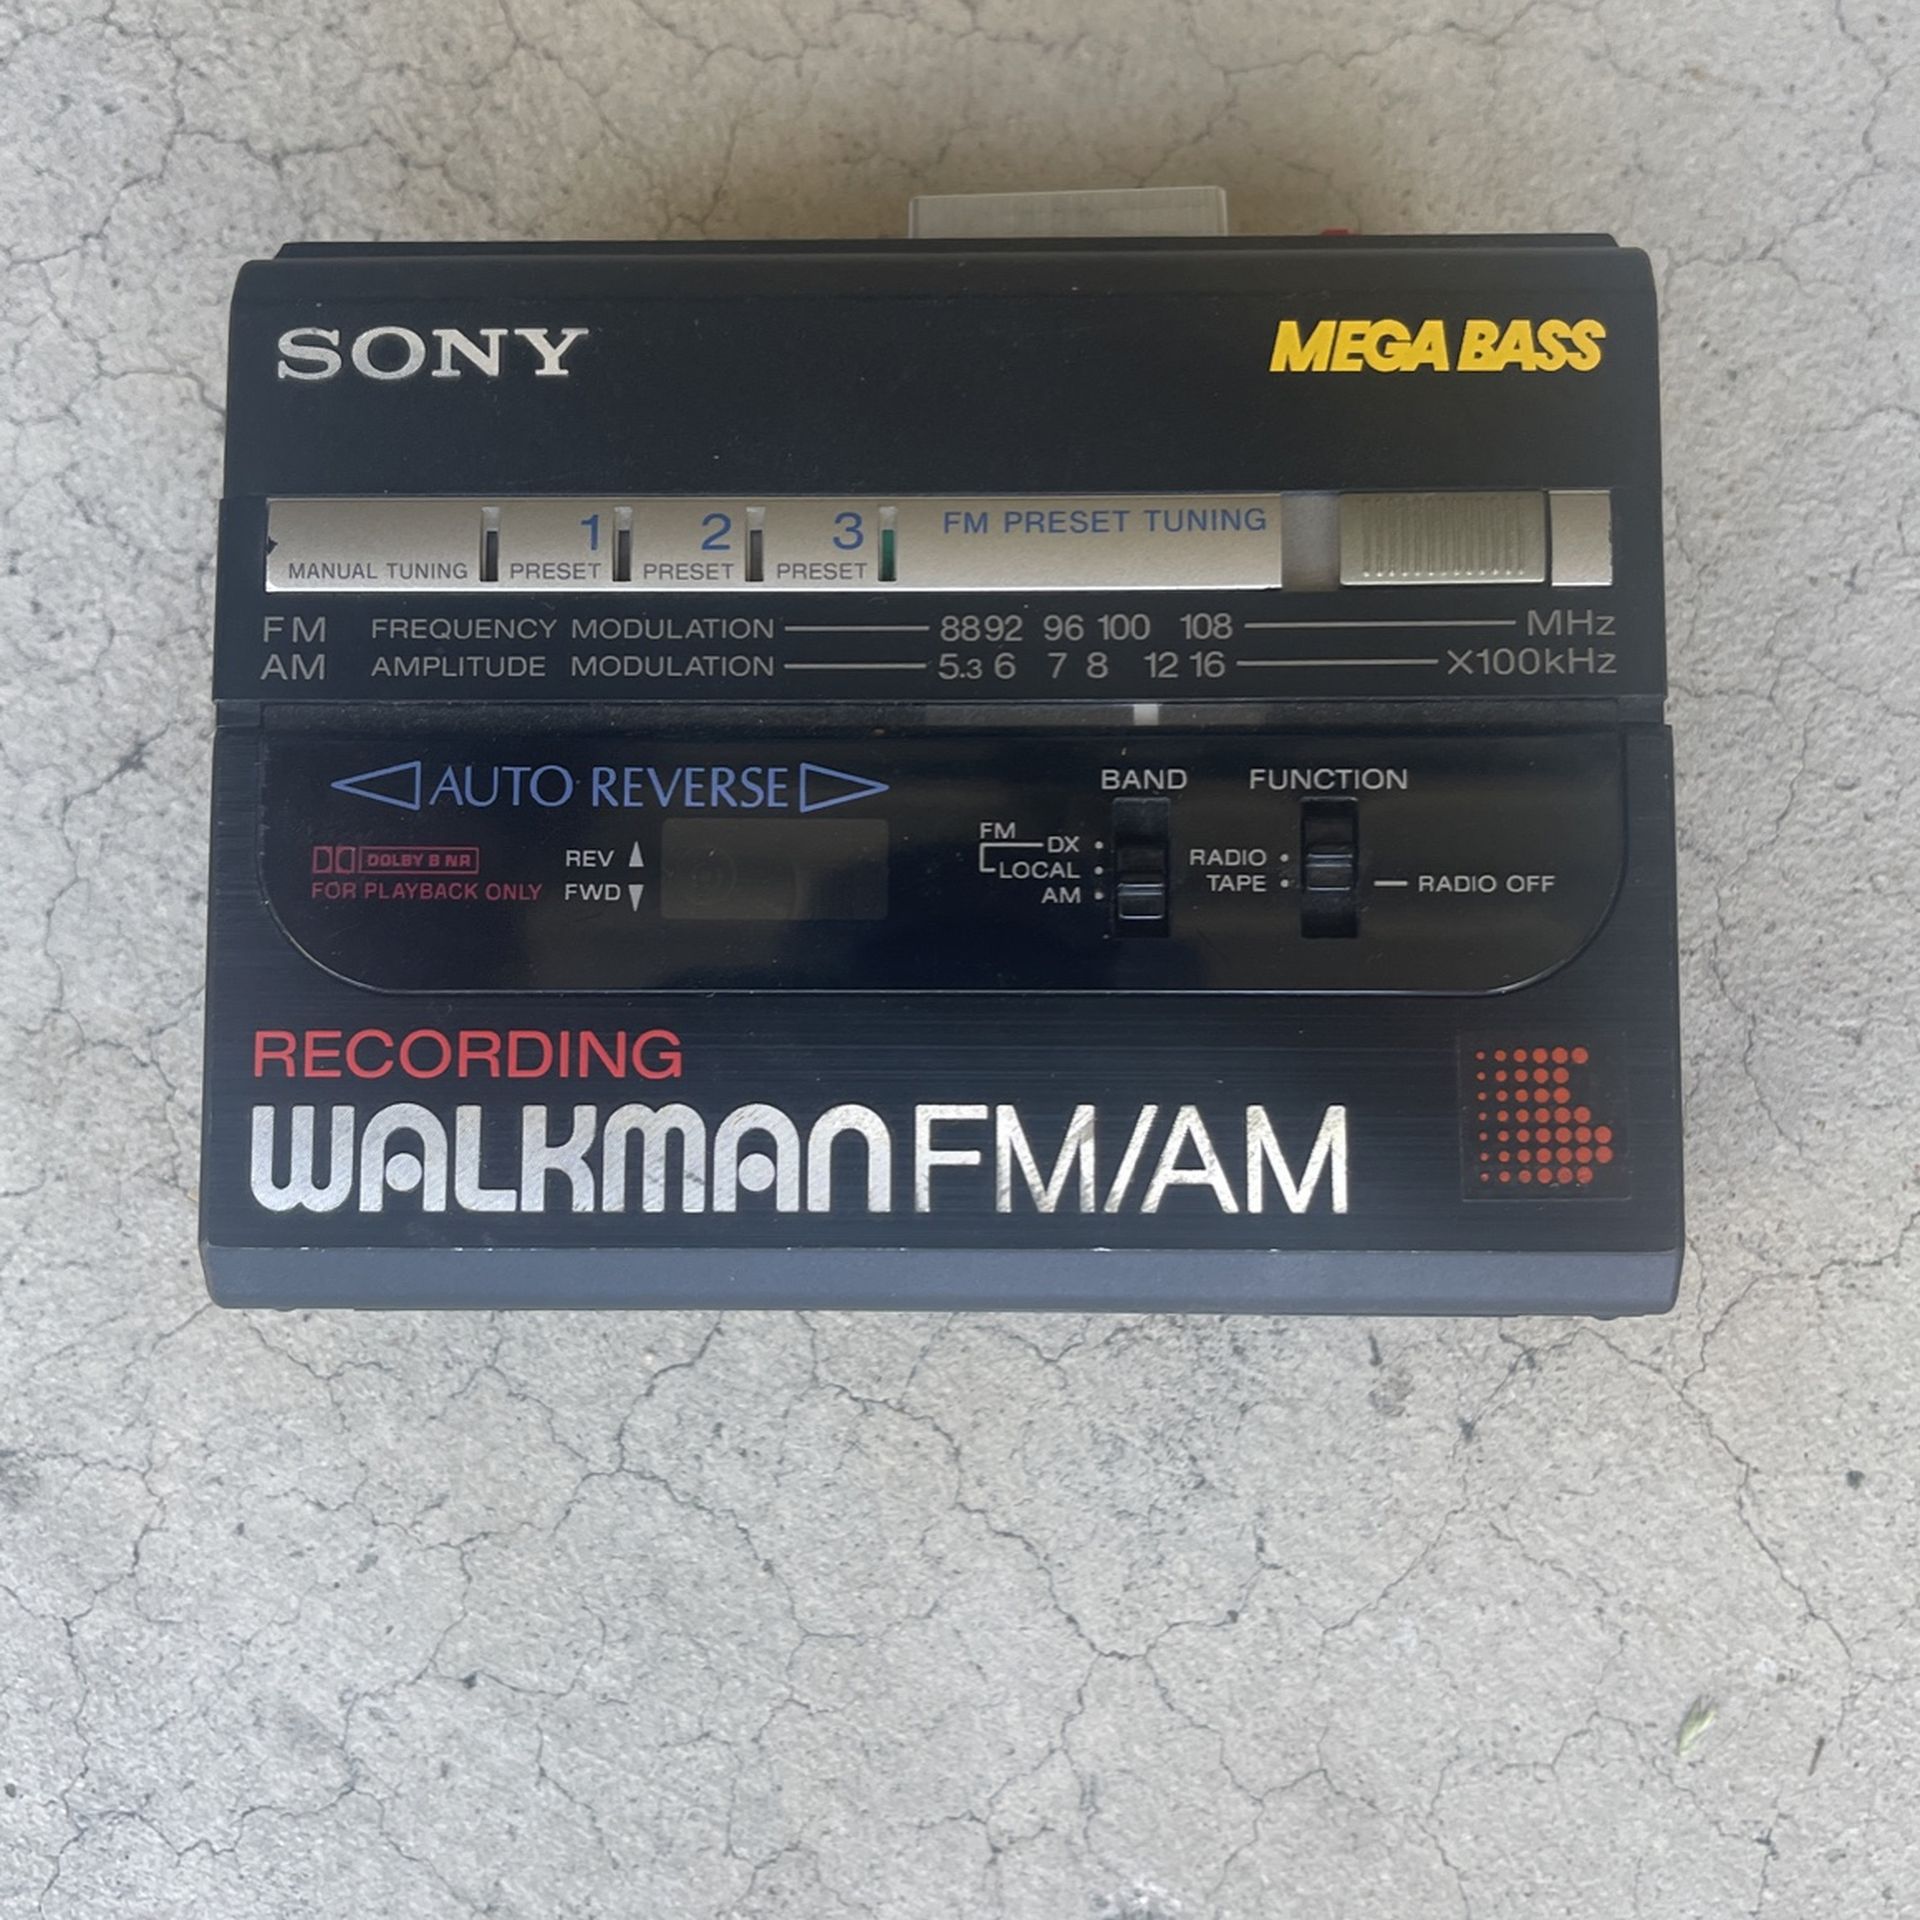 SONY MEGA BASS
1 2 3 FM PRESET TUNING
MANUAL TUNING PRESET PRESET PRESET
FM FREQUENCY MODULATION 88 92 96 100 108 MHz
AM AMPLITUDE MODULATION 5.3 6 7 8 12 16 X100kHz
AUTO REVERSE
DOLBY B NR
FOR PLAYBACK ONLY
REV
FWD
BAND
FM
DX
LOCAL
AM
FUNCTION
RADIO
TAPE
RADIO OFF
RECORDING
WALKMAN FM/AM